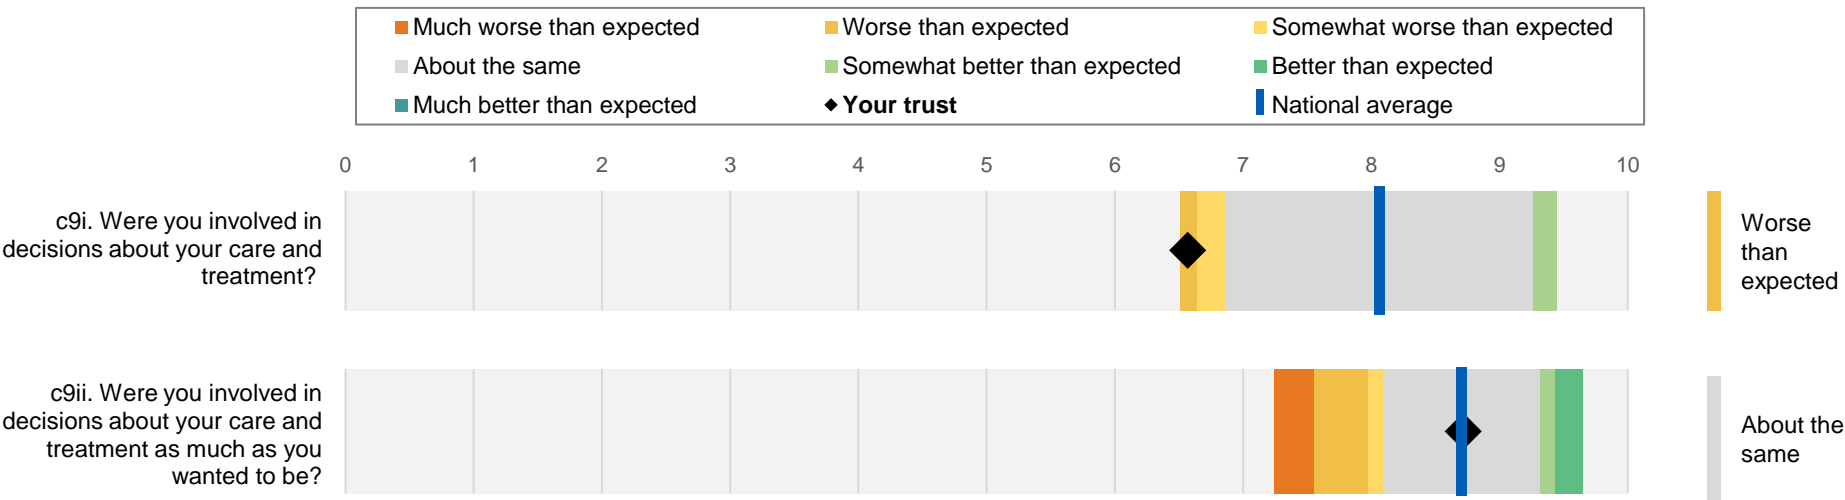 Much worse than expected
Worse than expected
Somewhat worse than expected
About the same
Somewhat better than expected
Better than expected
Much better than expected
Your trust
National average
0 1 2 3 4 5 6 7 8 9 10
c9i. Were you involved in
decisions about your care and
treatment?
Worse
than
expected
c9ii. Were you involved in
decisions about your care and
treatment as much as you
wanted to be?
About the
same